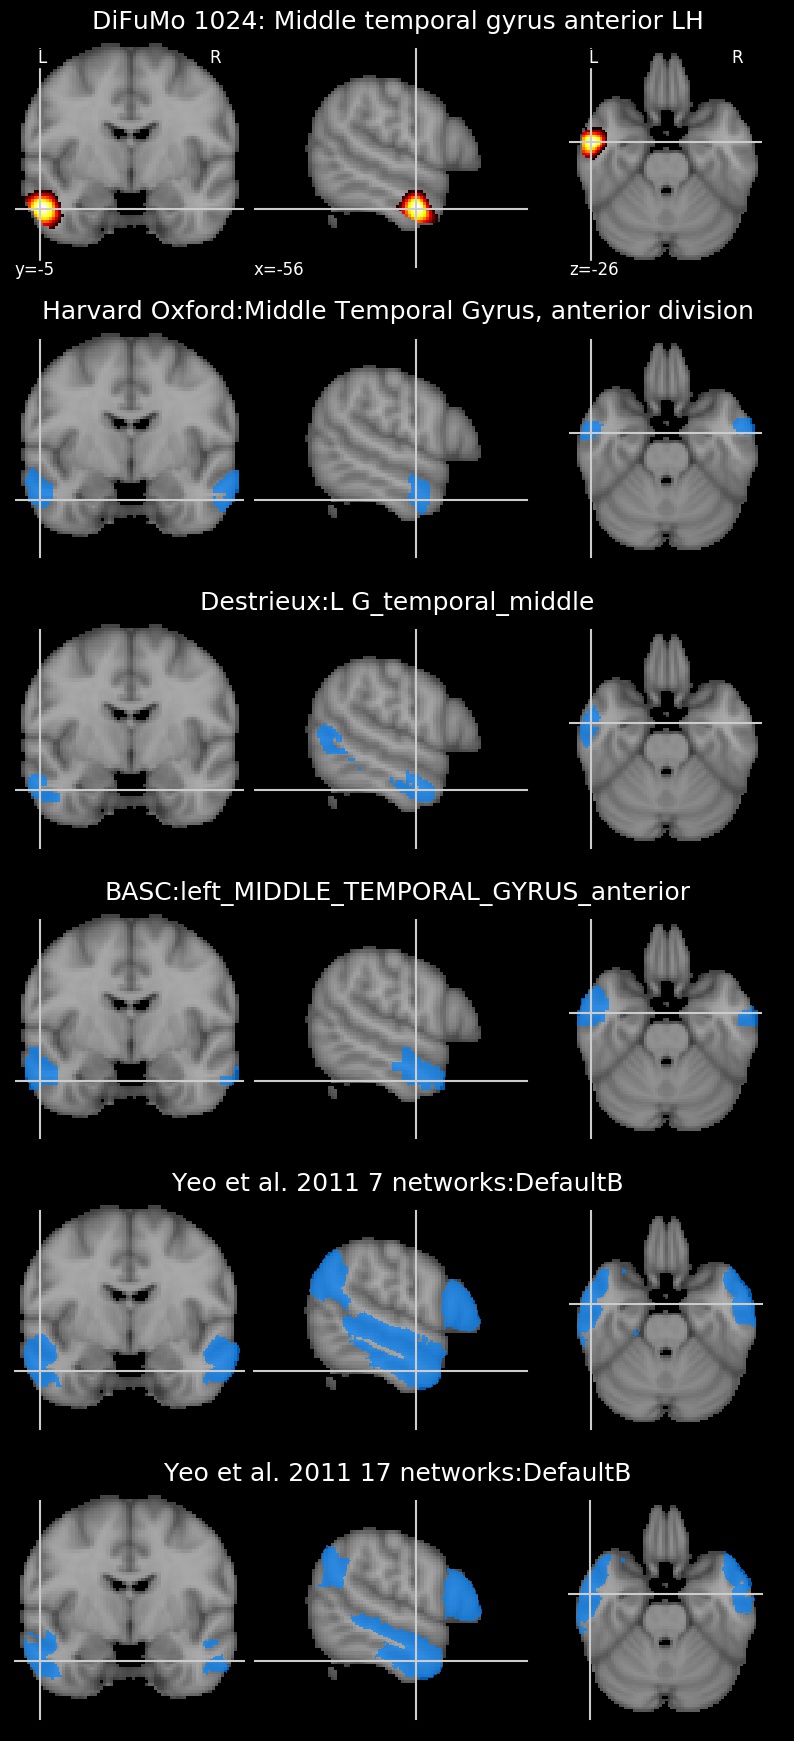 DiFuMo 1024: Middle temporal gyrus anterior LH
L R L R
y=-5 x=-56 z=-26
Harvard Oxford:Middle Temporal Gyrus, anterior division
Destrieux:L G_temporal_middle
BASC:left_MIDDLE_TEMPORAL_GYRUS_anterior
Yeo et al. 2011 7 networks:DefaultB
Yeo et al. 2011 17 networks:DefaultB